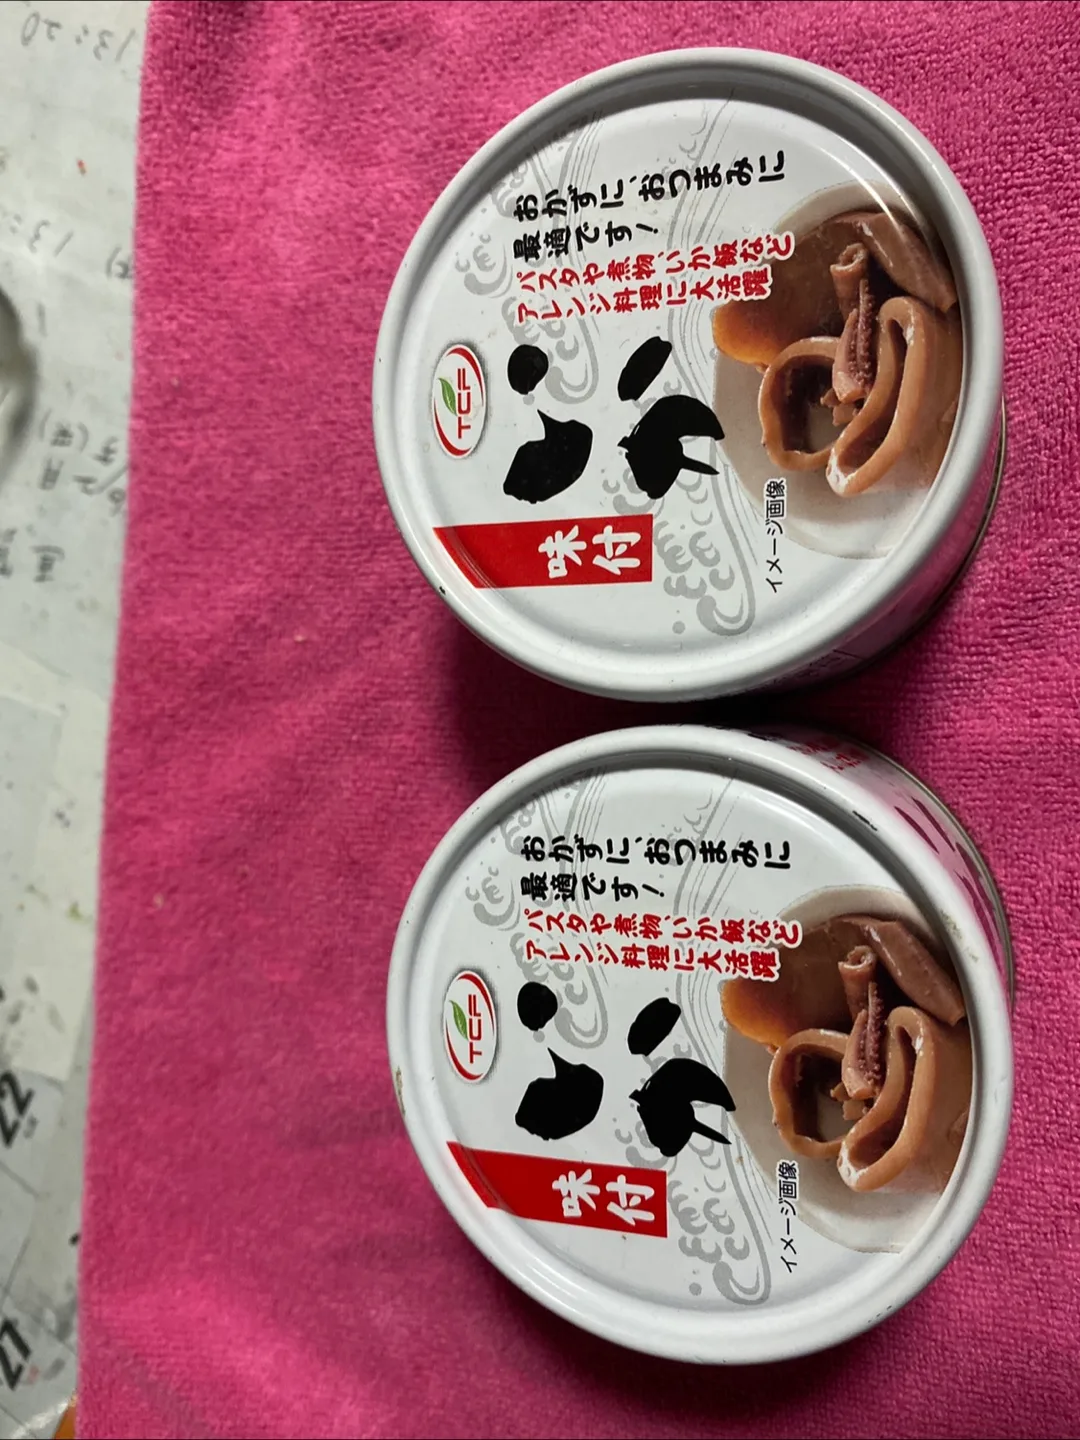 おかずに、おつまみに
最適です!
パスタや煮物、いか飯など
アレンジ料理に大活躍
TCF
いか
味付
イメージ画像
おかずに、おつまみに
最適です!
パスタや煮物、いか飯など
アレンジ料理に大活躍
TCF
いか
味付
イメージ画像
13:20
22
27